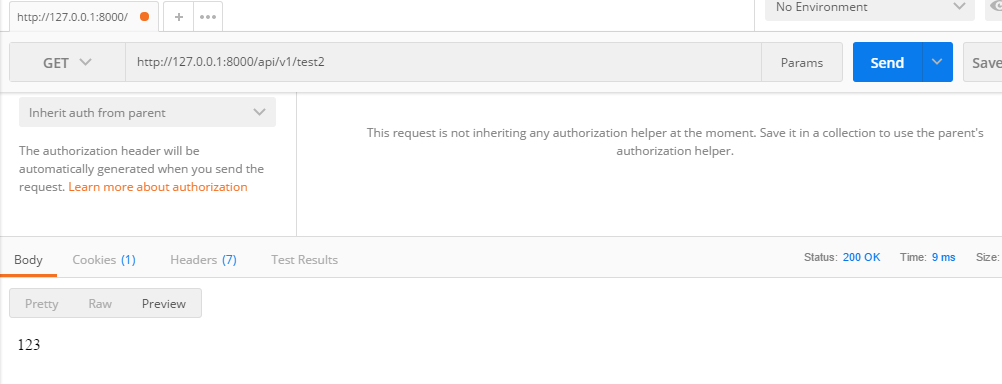 http://127.0.0.1:8000/
No Environment
GET
http://127.0.0.1:8000/api/v1/test2
Params
Send
Save
Inherit auth from parent
The authorization header will be
automatically generated when you send the
request. Learn more about authorization
This request is not inheriting any authorization helper at the moment. Save it in a collection to use the parent's
authorization helper.
Body Cookies (1) Headers (7) Test Results
Status: 200 OK Time: 9 ms Size:
Pretty Raw Preview
123